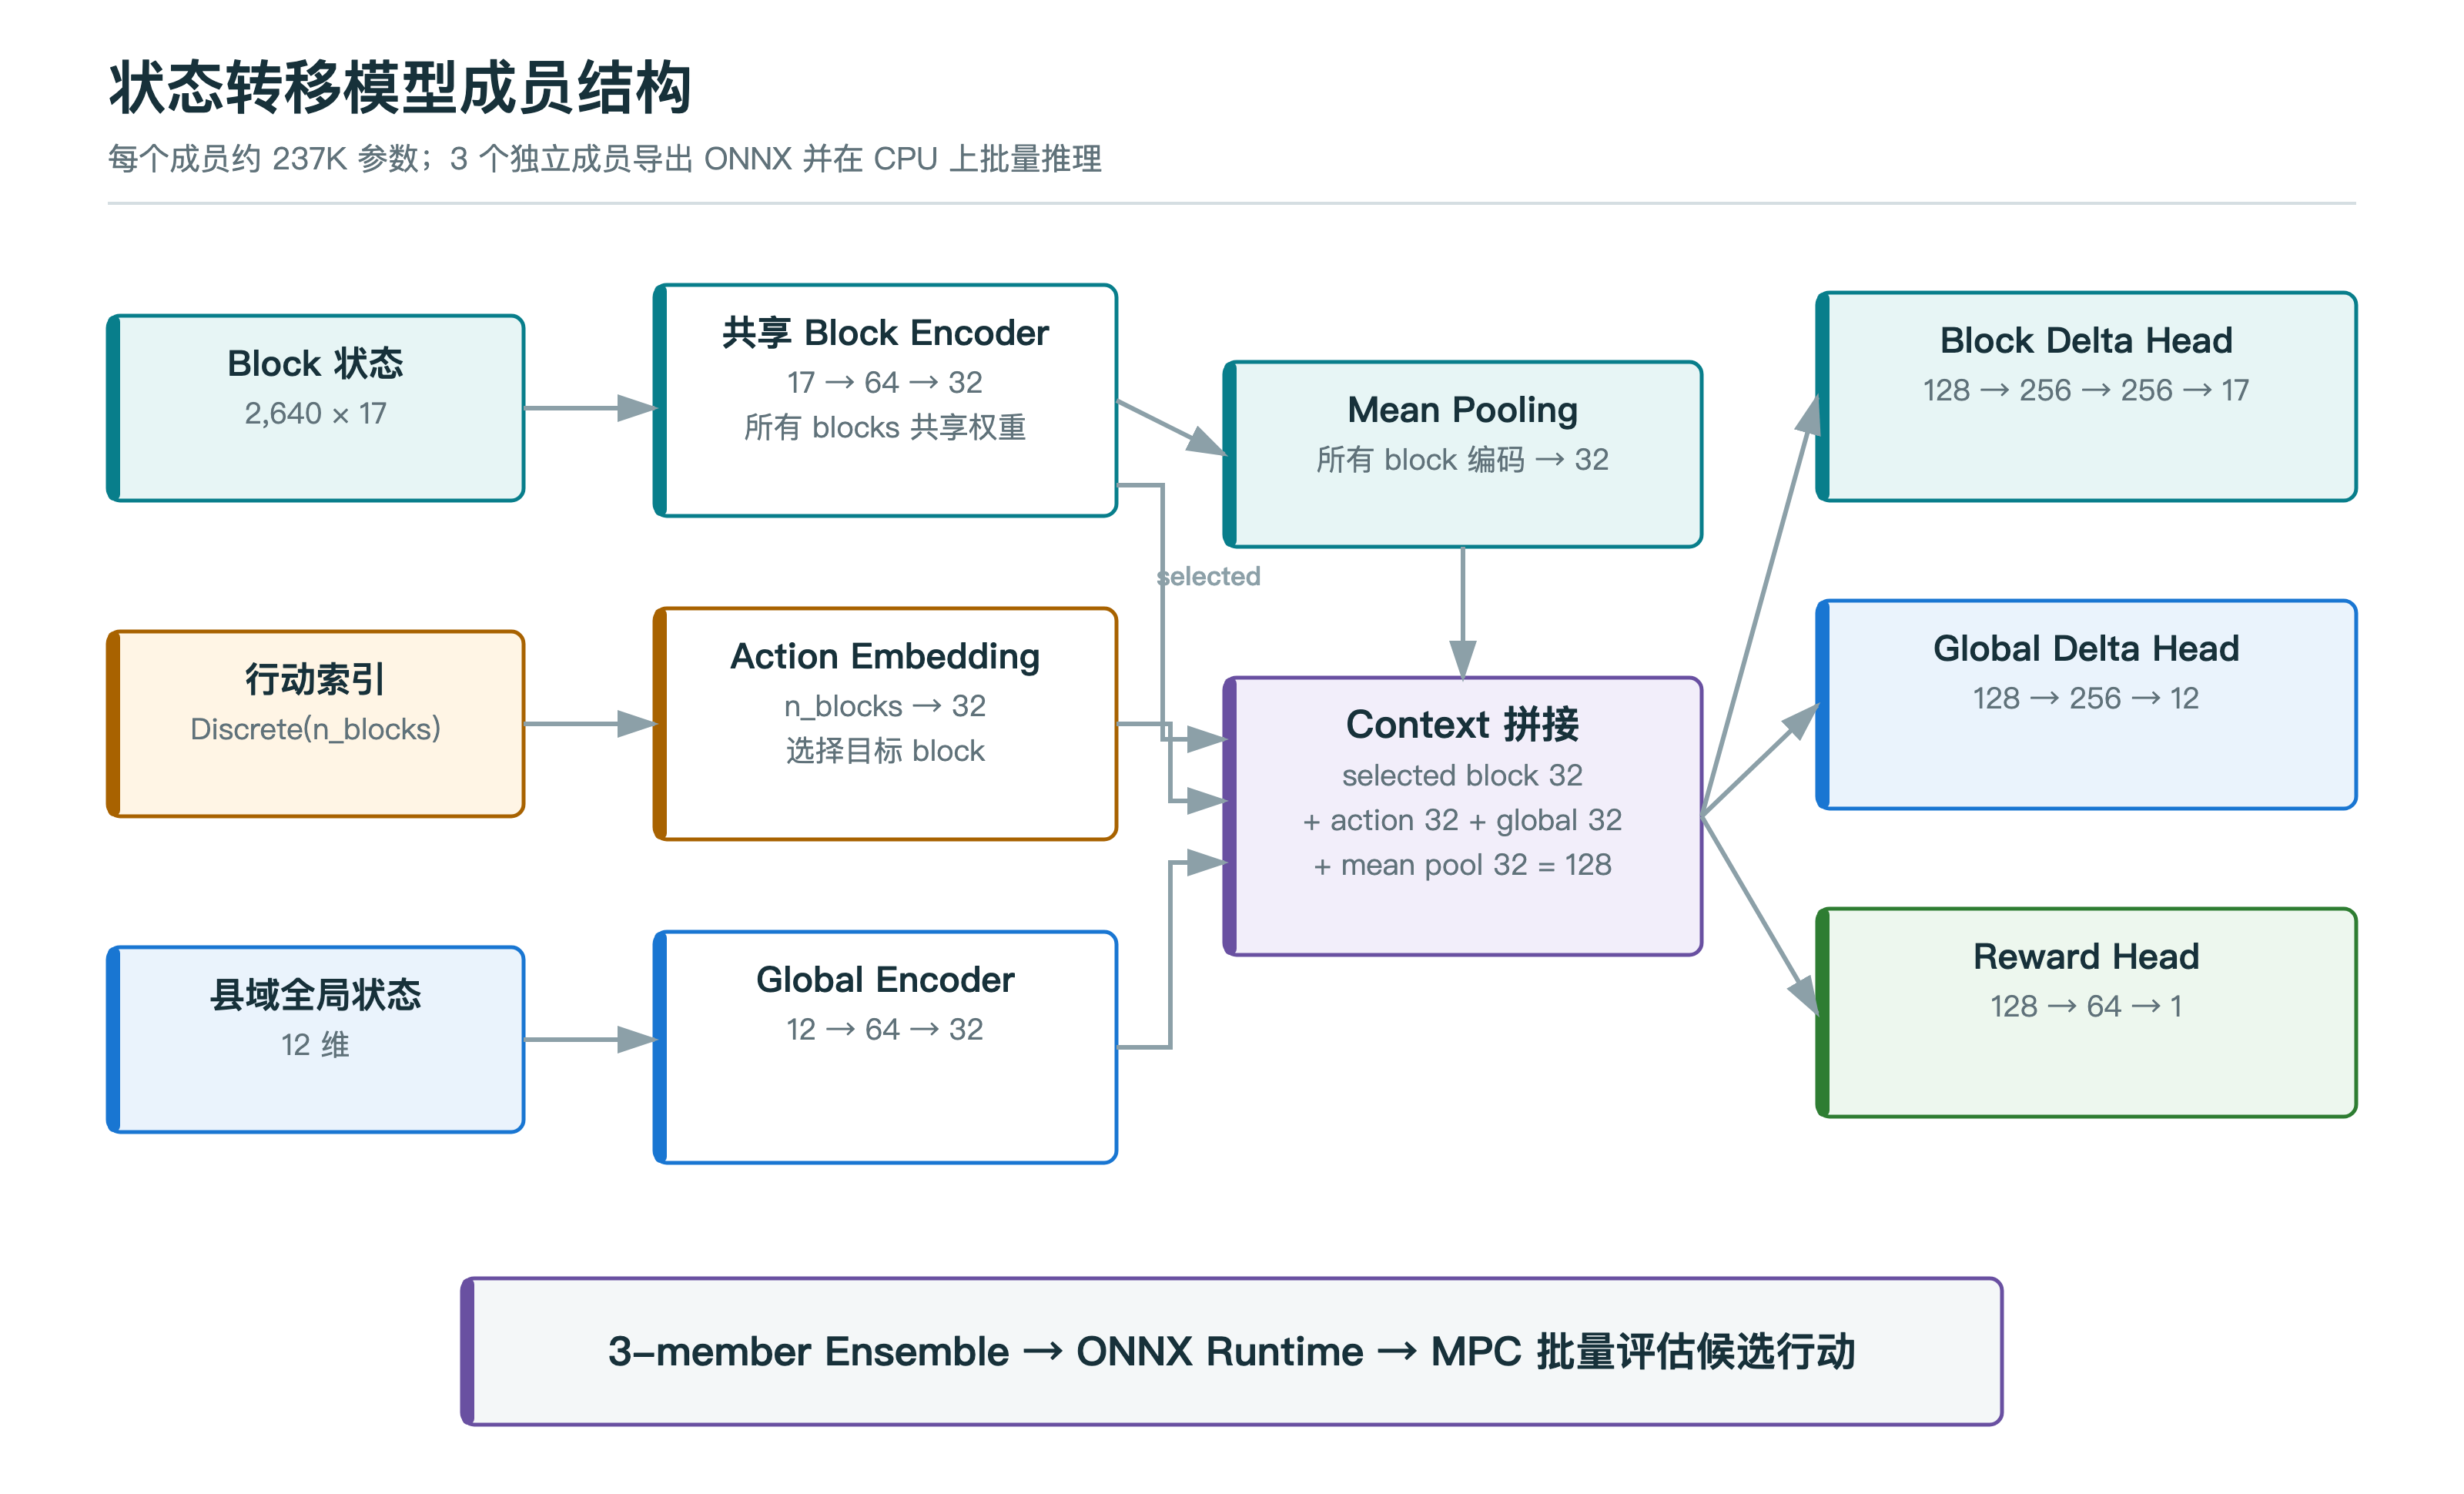 状态转移模型成员结构
每个成员约 237K 参数；3 个独立成员导出 ONNX 并在 CPU 上批量推理
Block 状态
2,640 × 17
共享 Block Encoder
17 → 64 → 32
所有 blocks 共享权重
Mean Pooling
所有 block 编码 → 32
Block Delta Head
128 → 256 → 256 → 17
selected
行动索引
Discrete(n_blocks)
Action Embedding
n_blocks → 32
选择目标 block
Context 拼接
selected block 32
+ action 32 + global 32
+ mean pool 32 = 128
Global Delta Head
128 → 256 → 12
县域全局状态
12 维
Global Encoder
12 → 64 → 32
Reward Head
128 → 64 → 1
3–member Ensemble → ONNX Runtime → MPC 批量评估候选行动